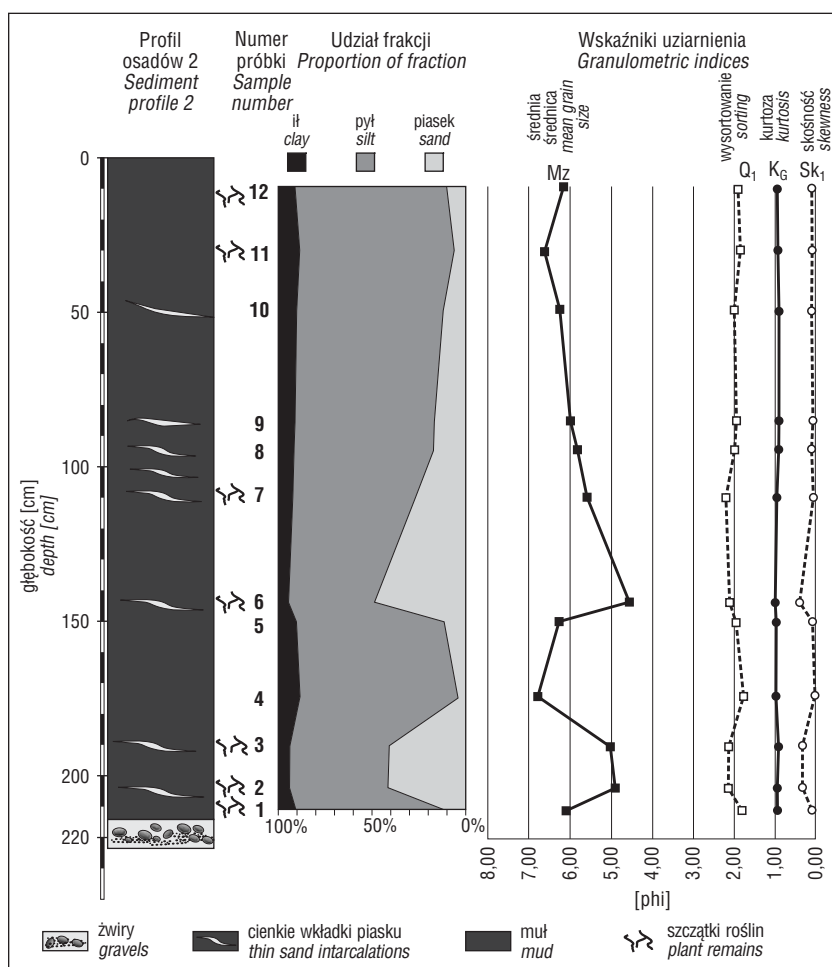 Profil
osadów 2
Sediment
profile 2
Numer
próbki
Sample
number
Udział frakcji
Proportion of fraction
ił
clay
pył
silt
piasek
sand
Wskaźniki uziarnienia
Granulometric indices
średnia
średnica
mean grain
size
Mz
wysortowanie
sorting
Q1
kurtoza
kurtosis
KG
skośność
skewness
Sk1
głębokość [cm]
depth [cm]
0
50
100
150
200
220
12
11
10
9
8
7
6
5
4
3
2
1
100%
50%
0%
8,00
7,00
6,00
5,00
4,00
3,00
2,00
1,00
0,00
[phi]
żwiry
gravels
cienkie wkładki piasku
thin sand intarcalations
muł
mud
szczątki roślin
plant remains